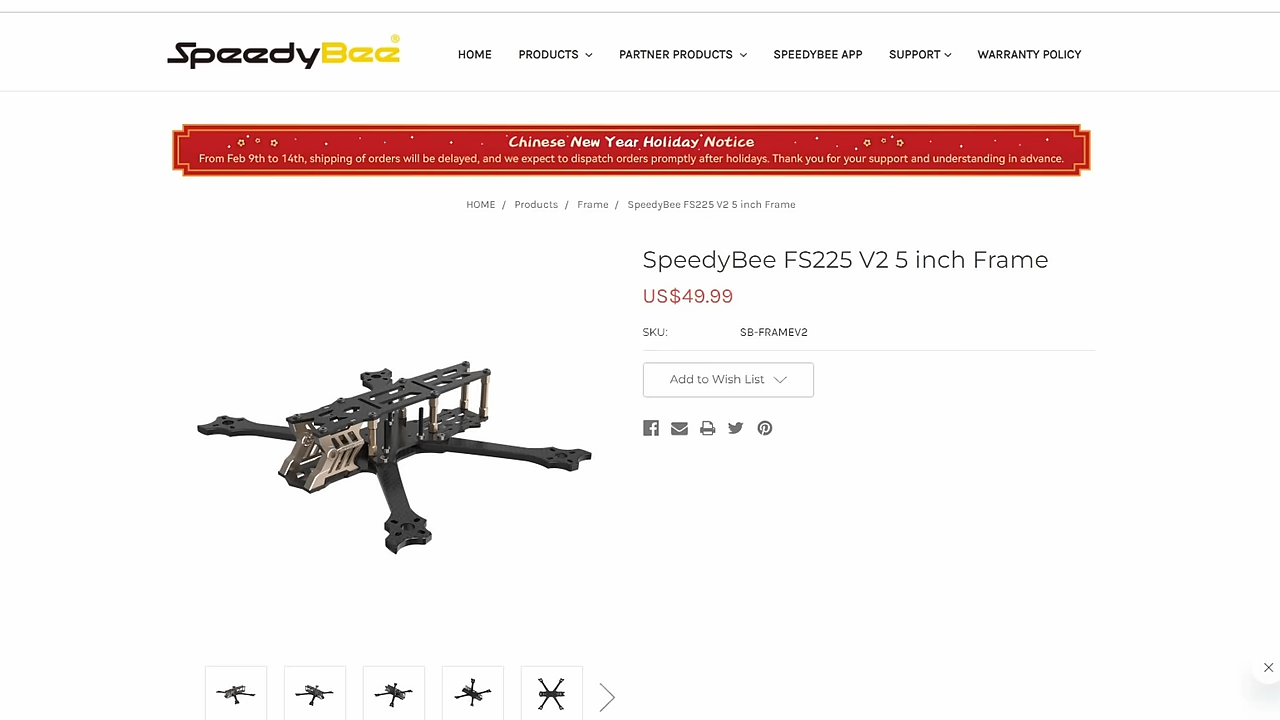 SpeedyBee®
HOME PRODUCTS PARTNER PRODUCTS SPEEDYBEE APP SUPPORT WARRANTY POLICY
Chinese New Year Holiday Notice
From Feb 9th to 14th, shipping of orders will be delayed, and we expect to dispatch orders promptly after holidays. Thank you for your support and understanding in advance.
HOME / Products / Frame / SpeedyBee FS225 V2 5 inch Frame
SpeedyBee FS225 V2 5 inch Frame
US$49.99
SKU: SB-FRAMEV2
Add to Wish List